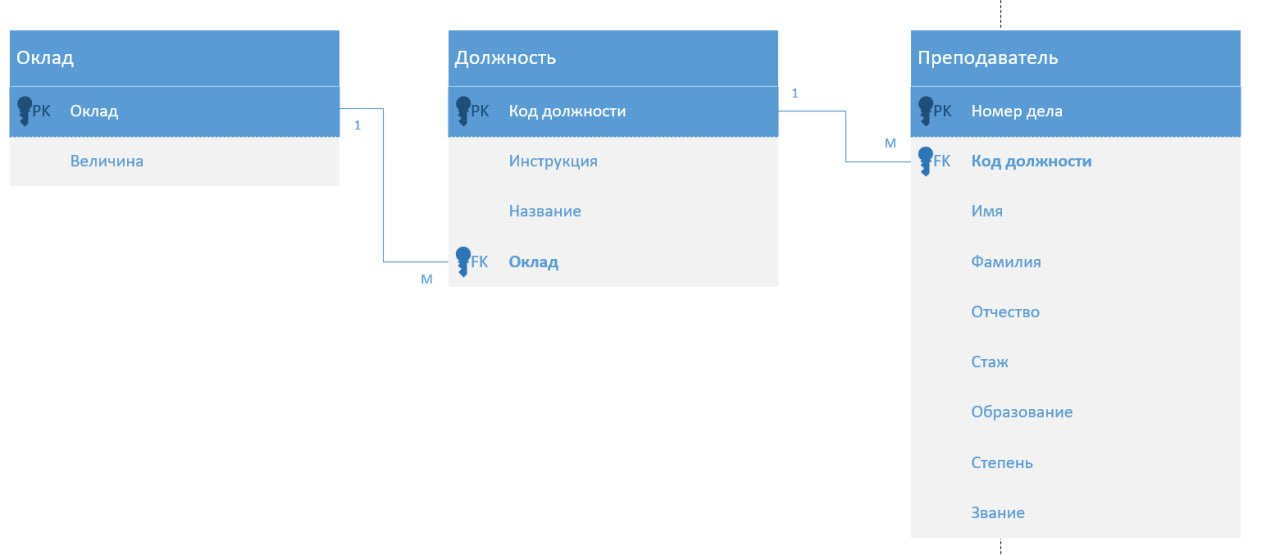 Оклад
PK Оклад
Величина
1
M
Должность
PK Код должности
Инструкция
Название
FK Оклад
1
M
Преподаватель
PK Номер дела
FK Код должности
Имя
Фамилия
Отчество
Стаж
Образование
Степень
Звание